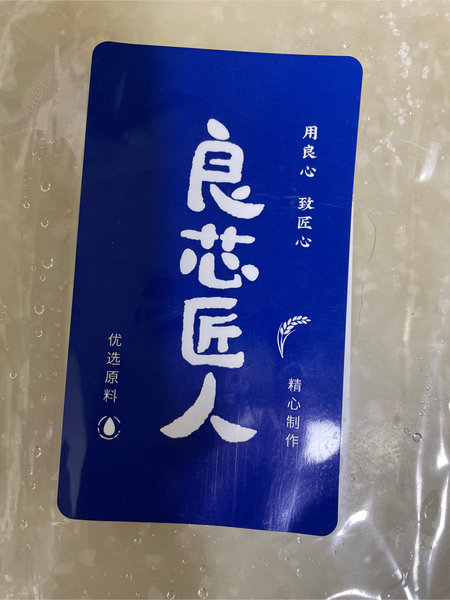 用良心 致匠心
良芯匠人
优选原料
精心制作